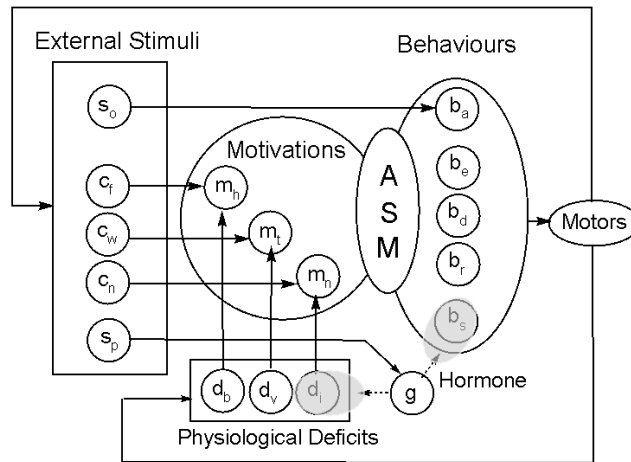 External Stimuli
Behaviours
s_o
b_a
Motivations
A
S
M
c_f
m_h
b_e
c_w
m_t
b_d
Motors
c_n
m_n
b_r
s_p
b_s
d_b
d_v
d_i
g
Hormone
Physiological Deficits